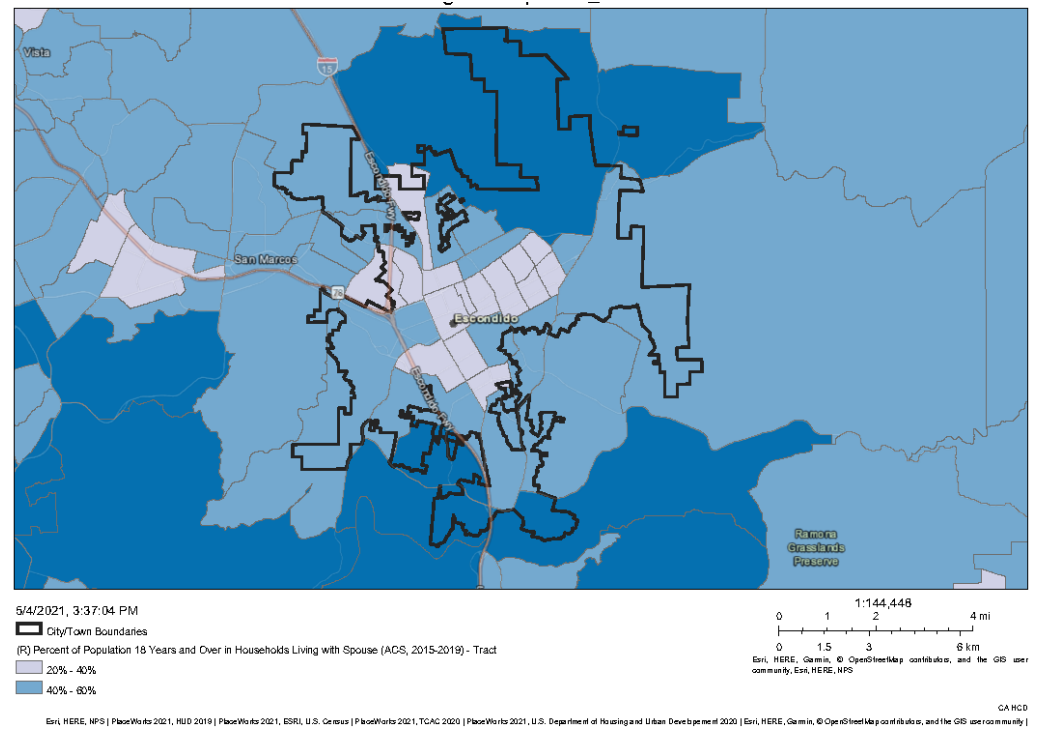 Vista
15
Escondido Fwy
San Marcos
78
Escondido
Escondido Fwy
Ramona
Grasslands
Preserve
5/4/2021, 3:37:04 PM
City/Town Boundaries
(R) Percent of Population 18 Years and Over in Households Living with Spouse (ACS, 2015-2019) - Tract
20% - 40%
40% - 60%
1:144,448
0 1 2 4 mi
0 1.5 3 6 km
Esri, HERE, Garmin, © OpenStreetMap contributors, and the GIS user
community, Esri, HERE, NPS
CA HCD
Esri, HERE, NPS | PlaceWorks 2021, HUD 2019 | PlaceWorks 2021, ESRI, U.S. Census | PlaceWorks 2021, TCAC 2020 | PlaceWorks 2021, U.S. Department of Housing and Urban Developement 2020 | Esri, HERE, Garmin, © OpenStreetMap contributors, and the GIS user community |